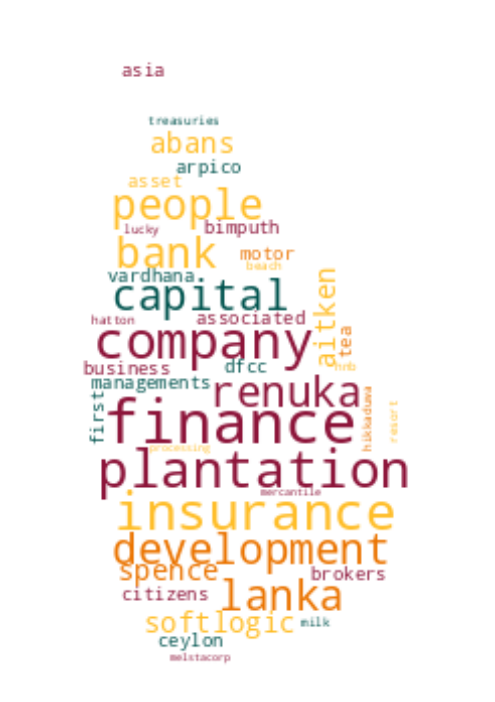 asia
treasuries
abans
arpico
asset
people
lucky
bimputh
bank
motor
beach
vardhana
capital
aitken
hatton
associated
company
tea
business
dfcc
hnb
managements
renuka
first
finance
hikkaduwa
resort
processing
plantation
mercantile
insurance
development
spence
brokers
citizens
lanka
softlogic
milk
ceylon
melstacorp